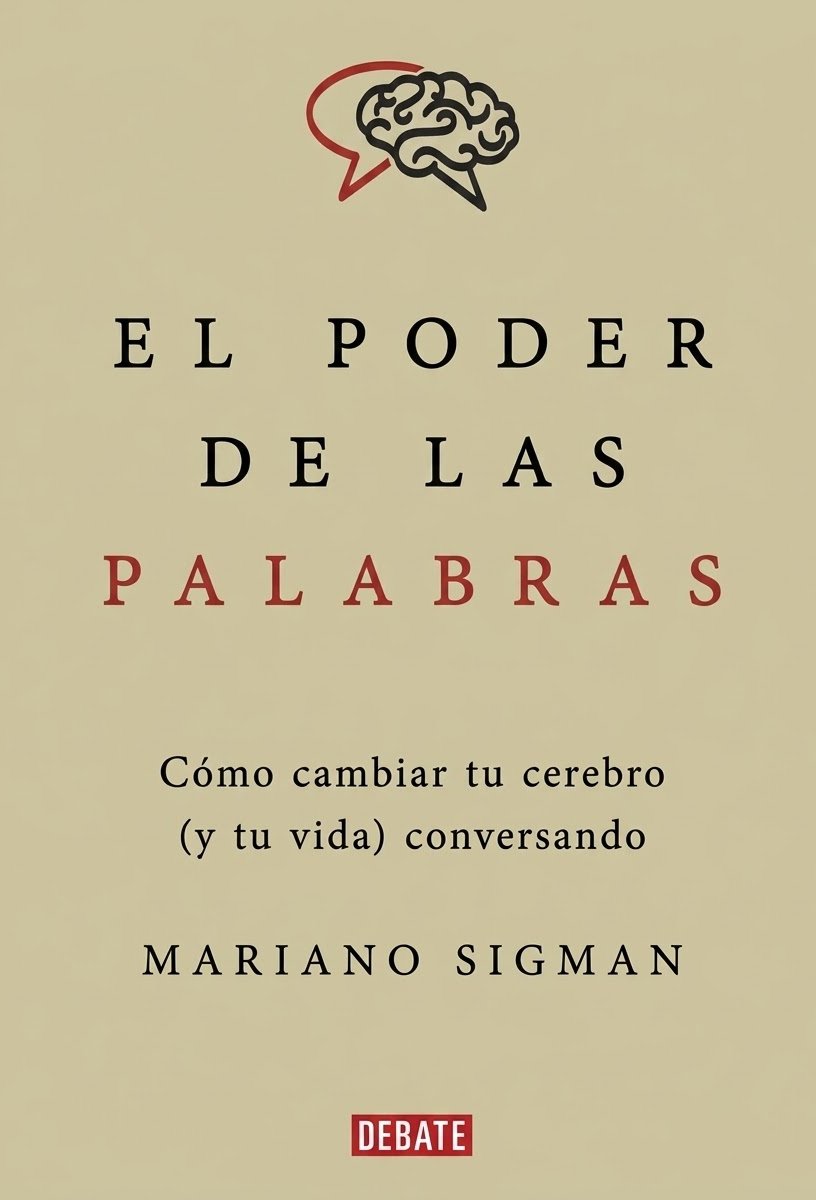 EL PODER
DE LAS
PALABRAS
Cómo cambiar tu cerebro
(y tu vida) conversando
MARIANO SIGMAN
DEBATE